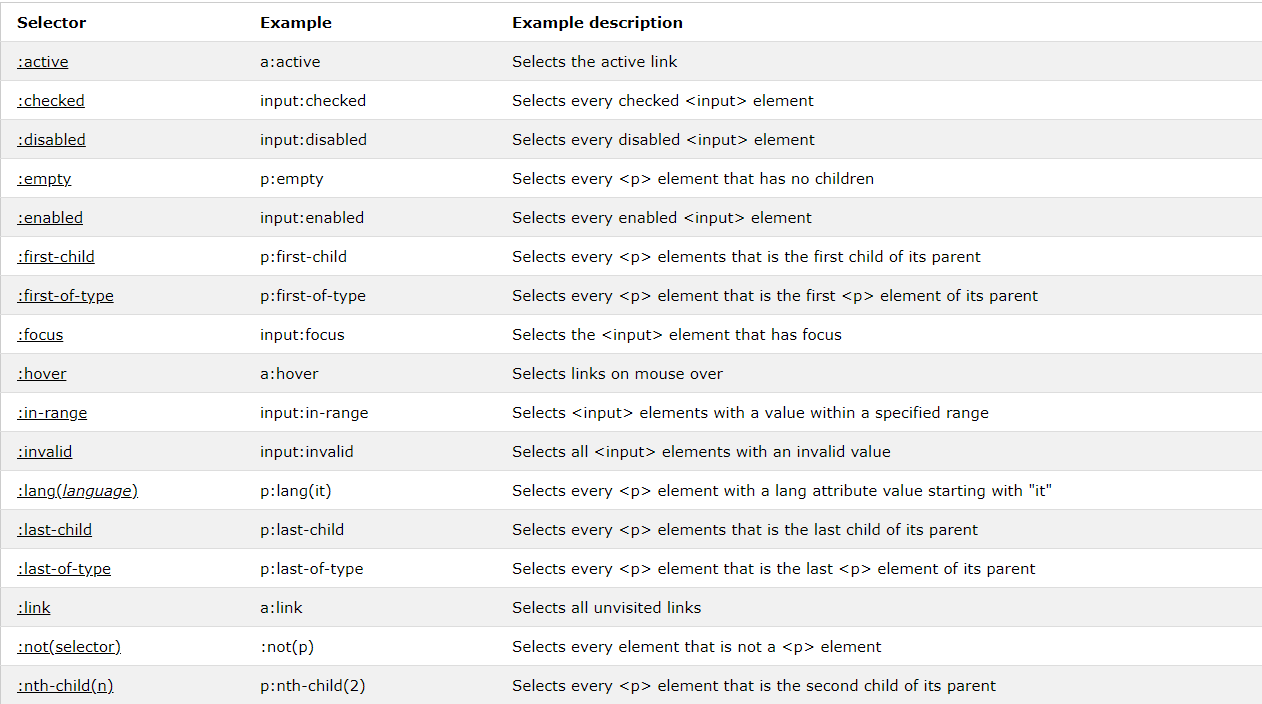 Selector Example Example description
:active a:active Selects the active link
:checked input:checked Selects every checked <input> element
:disabled input:disabled Selects every disabled <input> element
:empty p:empty Selects every <p> element that has no children
:enabled input:enabled Selects every enabled <input> element
:first-child p:first-child Selects every <p> elements that is the first child of its parent
:first-of-type p:first-of-type Selects every <p> element that is the first <p> element of its parent
:focus input:focus Selects the <input> element that has focus
:hover a:hover Selects links on mouse over
:in-range input:in-range Selects <input> elements with a value within a specified range
:invalid input:invalid Selects all <input> elements with an invalid value
:lang(language) p:lang(it) Selects every <p> element with a lang attribute value starting with "it"
:last-child p:last-child Selects every <p> elements that is the last child of its parent
:last-of-type p:last-of-type Selects every <p> element that is the last <p> element of its parent
:link a:link Selects all unvisited links
:not(selector) :not(p) Selects every element that is not a <p> element
:nth-child(n) p:nth-child(2) Selects every <p> element that is the second child of its parent